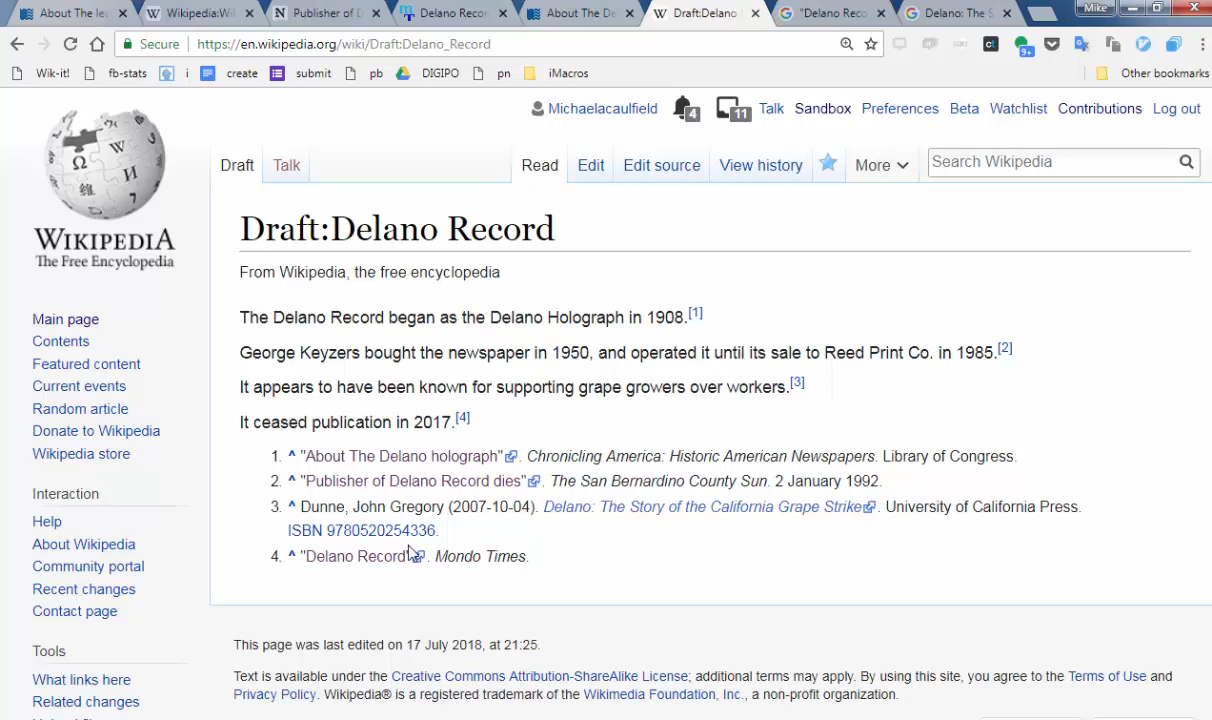 About The le
Wikipedia:Wi
Publisher of D
Delano Recor
About The De
Draft:Delano
"Delano Reco
Delano: The S
Mike
Secure
https://en.wikipedia.org/wiki/Draft:Delano_Record
9+
Wik-it!
fb-stats
i
create
submit
pb
DIGIPO
pn
iMacros
Other bookmarks
Michaelacaulfield
4
11
Talk
Sandbox
Preferences
Beta
Watchlist
Contributions
Log out
Draft
Talk
Read
Edit
Edit source
View history
More
Search Wikipedia
WIKIPEDIA
The Free Encyclopedia
Main page
Contents
Featured content
Current events
Random article
Donate to Wikipedia
Wikipedia store
Interaction
Help
About Wikipedia
Community portal
Recent changes
Contact page
Tools
What links here
Related changes
Draft:Delano Record
From Wikipedia, the free encyclopedia
The Delano Record began as the Delano Holograph in 1908.[1]
George Keyzers bought the newspaper in 1950, and operated it until its sale to Reed Print Co. in 1985.[2]
It appears to have been known for supporting grape growers over workers.[3]
It ceased publication in 2017.[4]
1. ^ "About The Delano holograph". Chronicling America: Historic American Newspapers. Library of Congress.
2. ^ "Publisher of Delano Record dies". The San Bernardino County Sun. 2 January 1992.
3. ^ Dunne, John Gregory (2007-10-04). Delano: The Story of the California Grape Strike. University of California Press.
ISBN 9780520254336.
4. ^ "Delano Record". Mondo Times.
This page was last edited on 17 July 2018, at 21:25.
Text is available under the Creative Commons Attribution-ShareAlike License; additional terms may apply. By using this site, you agree to the Terms of Use and
Privacy Policy. Wikipedia® is a registered trademark of the Wikimedia Foundation, Inc., a non-profit organization.